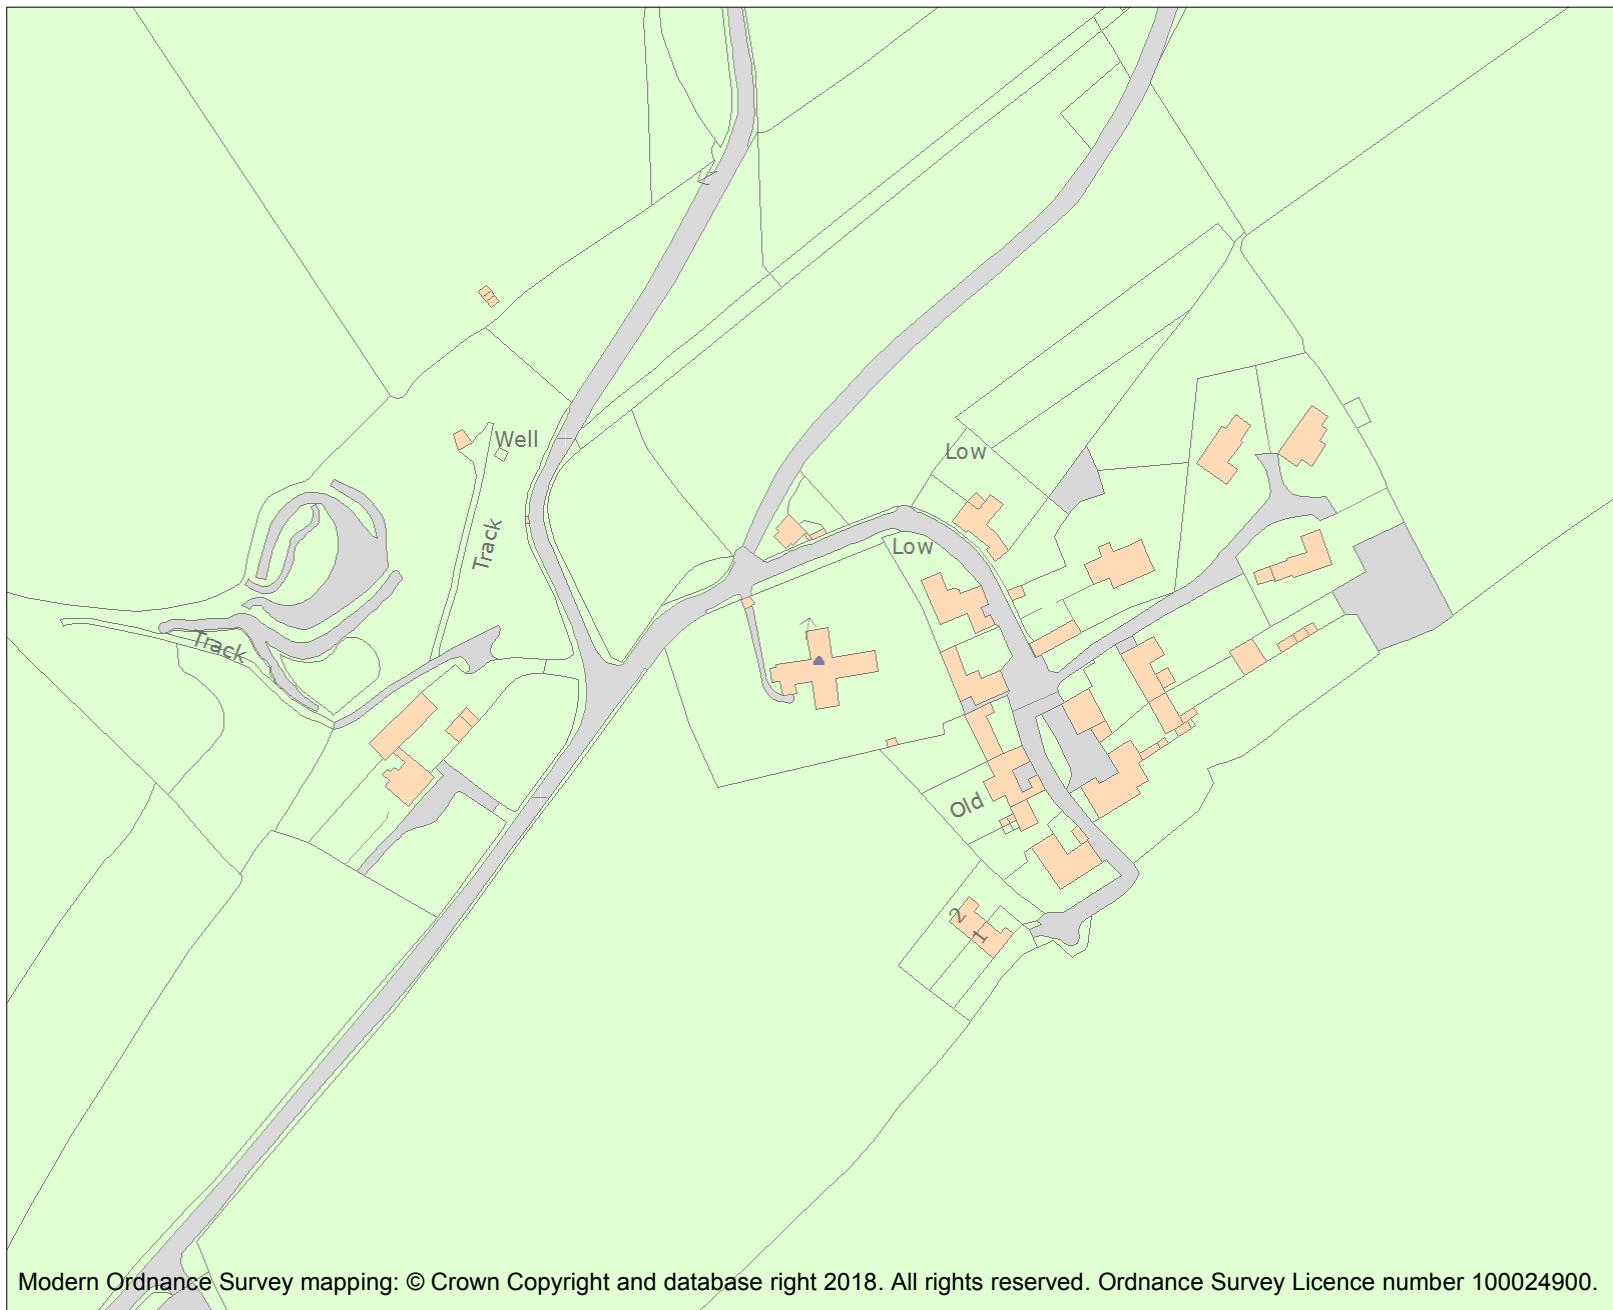 Well
Low
Track
Low
Track
Old
2
1
Modern Ordnance Survey mapping: © Crown Copyright and database right 2018. All rights reserved. Ordnance Survey Licence number 100024900.